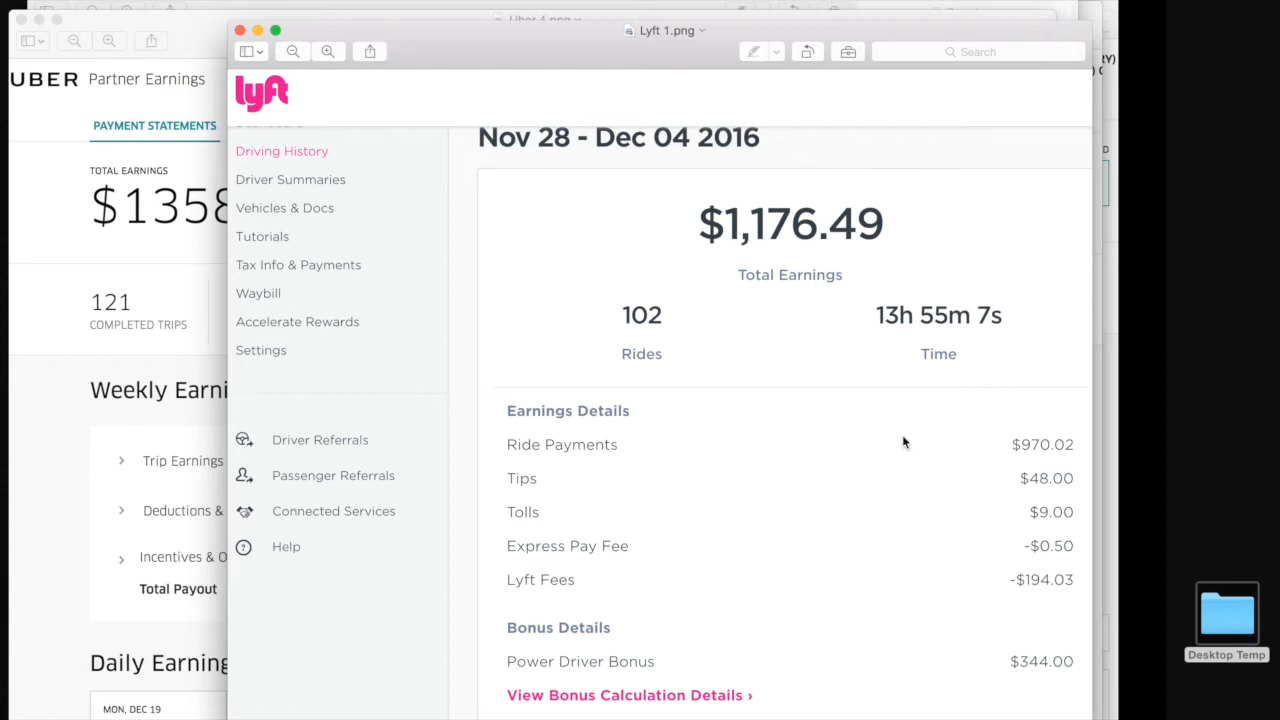 Uber 4.png
Lyft 1.png
Search
UBER Partner Earnings
PAYMENT STATEMENTS
TOTAL EARNINGS
$1358
121
COMPLETED TRIPS
Weekly Earni
Trip Earnings
Deductions &
Incentives & O
Total Payout
Daily Earning
MON, DEC 19
lyft
Driving History
Driver Summaries
Vehicles & Docs
Tutorials
Tax Info & Payments
Waybill
Accelerate Rewards
Settings
Driver Referrals
Passenger Referrals
Connected Services
Help
Nov 28 - Dec 04 2016
$1,176.49
Total Earnings
102 13h 55m 7s
Rides Time
Earnings Details
Ride Payments $970.02
Tips $48.00
Tolls $9.00
Express Pay Fee -$0.50
Lyft Fees -$194.03
Bonus Details
Power Driver Bonus $344.00
View Bonus Calculation Details ›
Desktop Temp